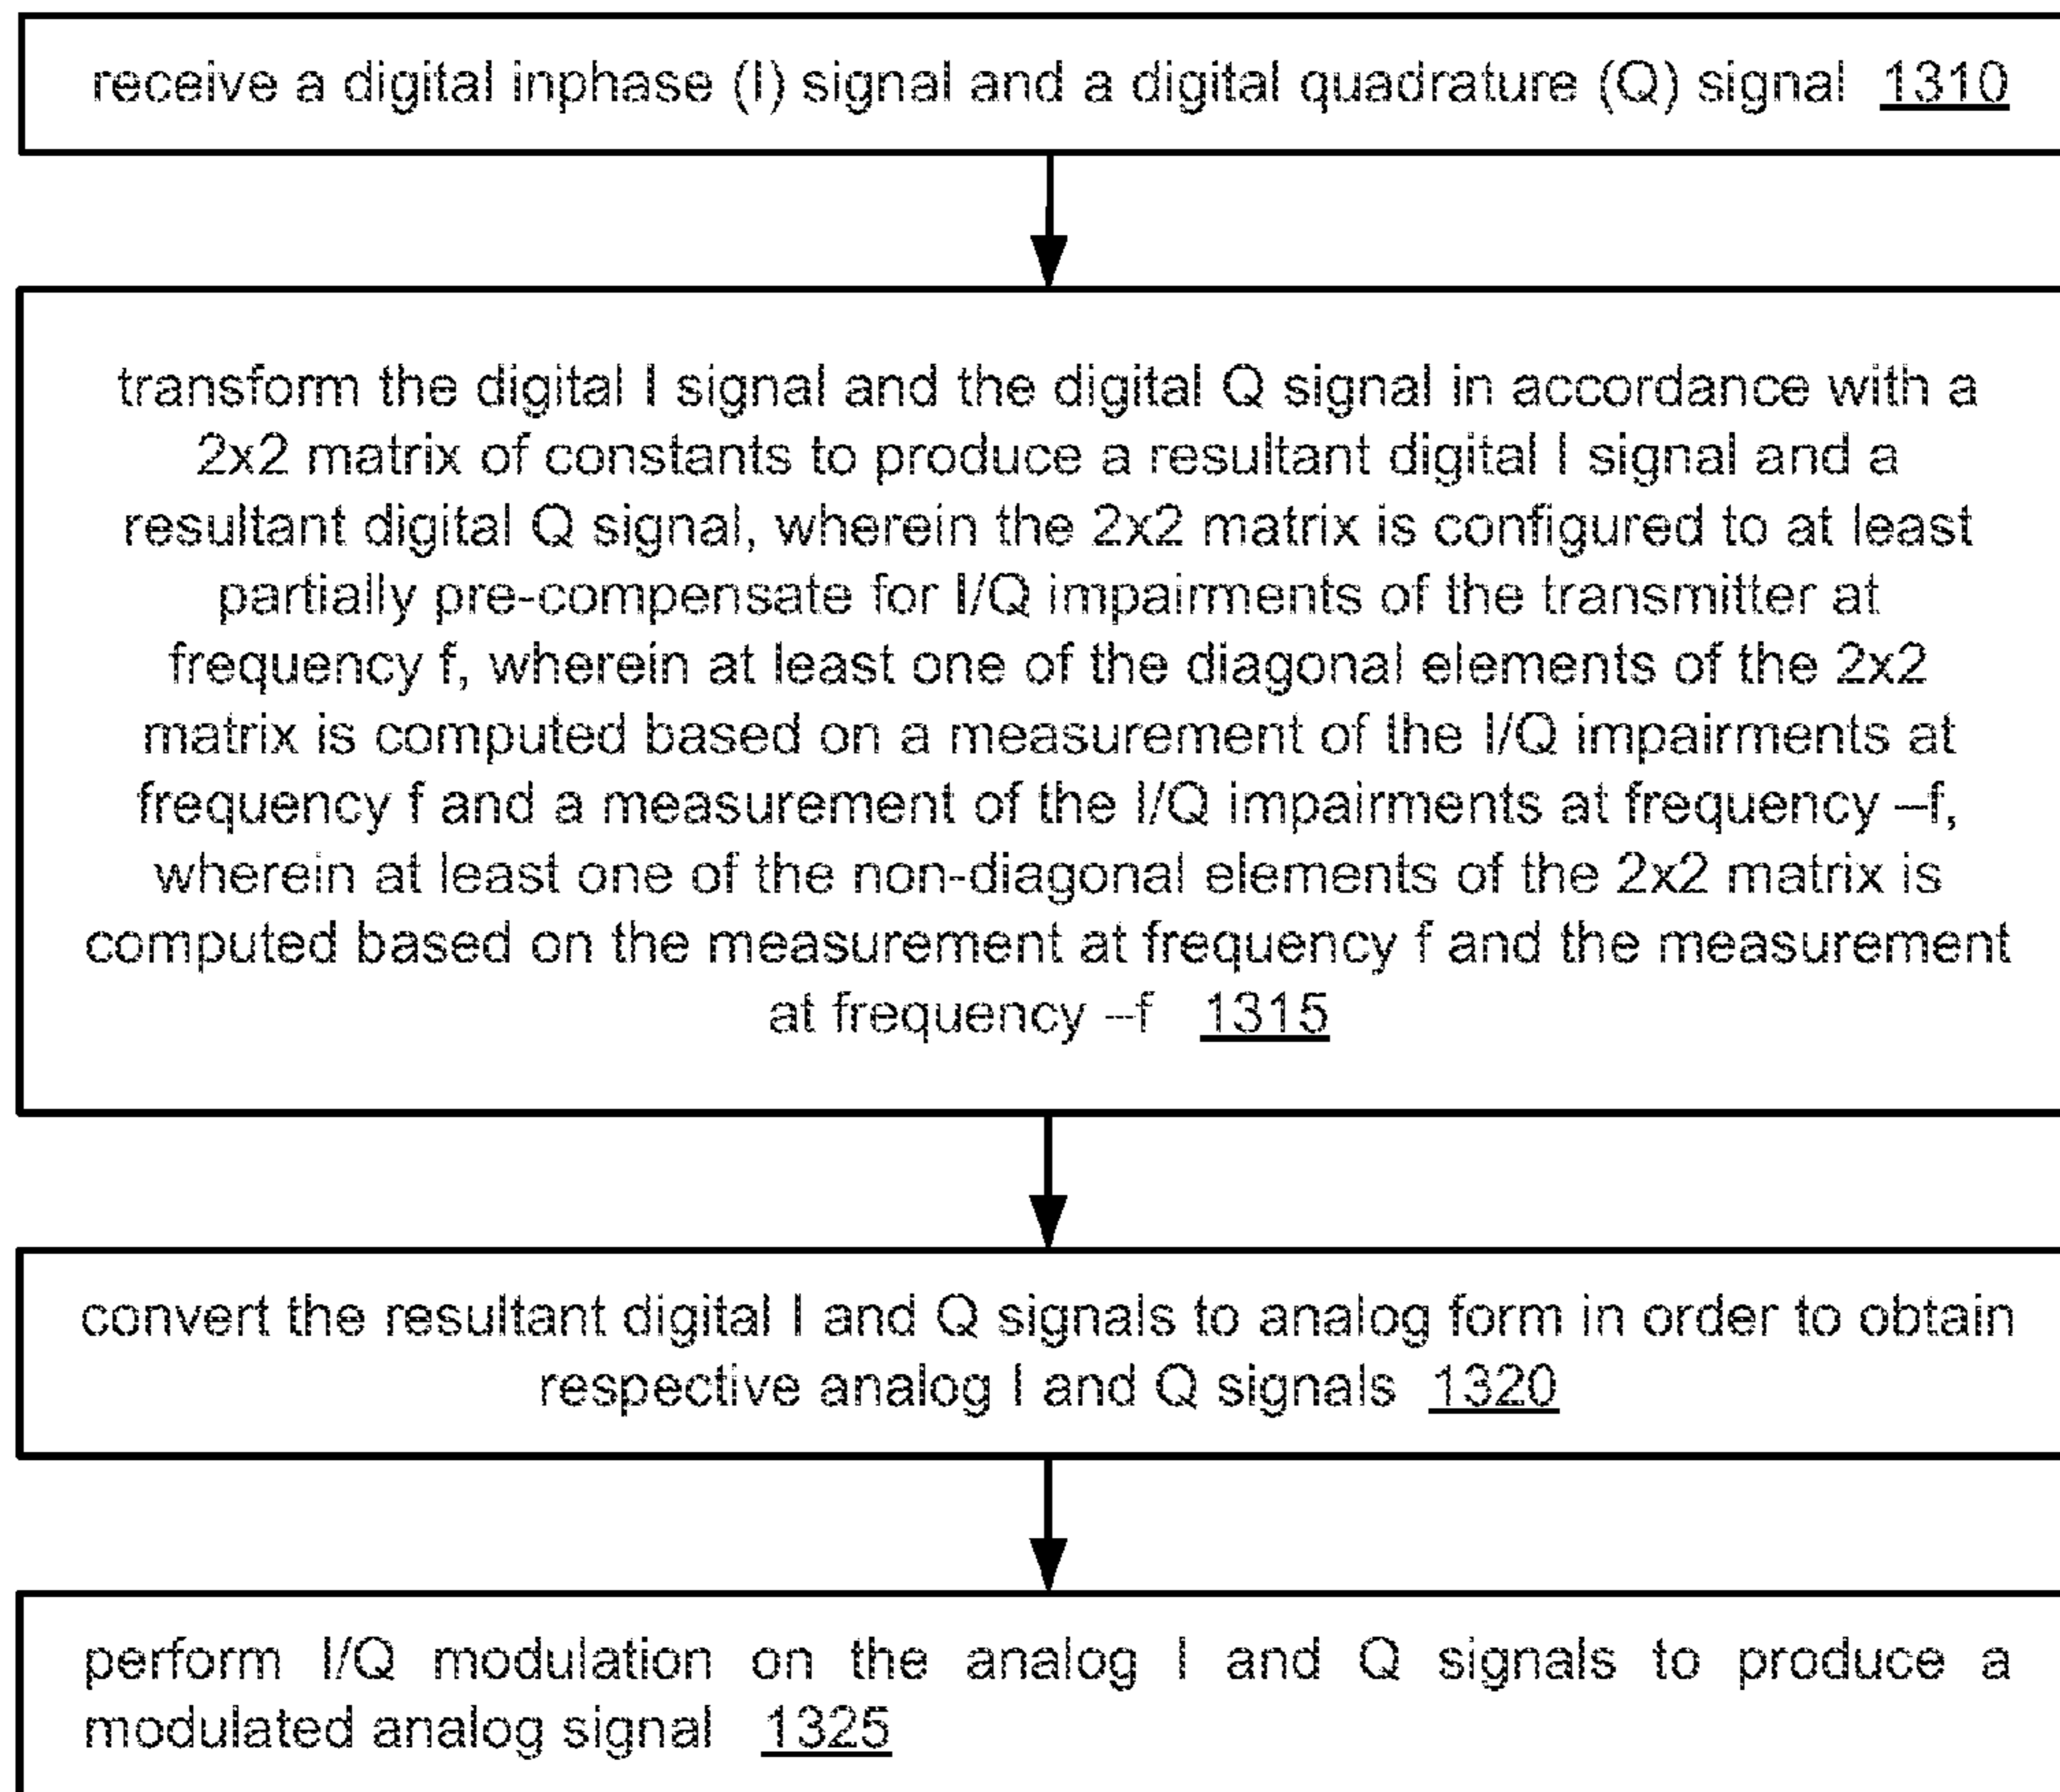 receive a digital inphase (I) signal and a digital quadrature (Q) signal 1310
transform the digital I signal and the digital Q signal in accordance with a
2x2 matrix of constants to produce a resultant digital I signal and a
resultant digital Q signal, wherein the 2x2 matrix is configured to at least
partially pre-compensate for I/Q impairments of the transmitter at
frequency f, wherein at least one of the diagonal elements of the 2x2
matrix is computed based on a measurement of the I/Q impairments at
frequency f and a measurement of the I/Q impairments at frequency –f,
wherein at least one of the non-diagonal elements of the 2x2 matrix is
computed based on the measurement at frequency f and the measurement
at frequency –f 1315
convert the resultant digital I and Q signals to analog form in order to obtain
respective analog I and Q signals 1320
perform I/Q modulation on the analog I and Q signals to produce a
modulated analog signal 1325